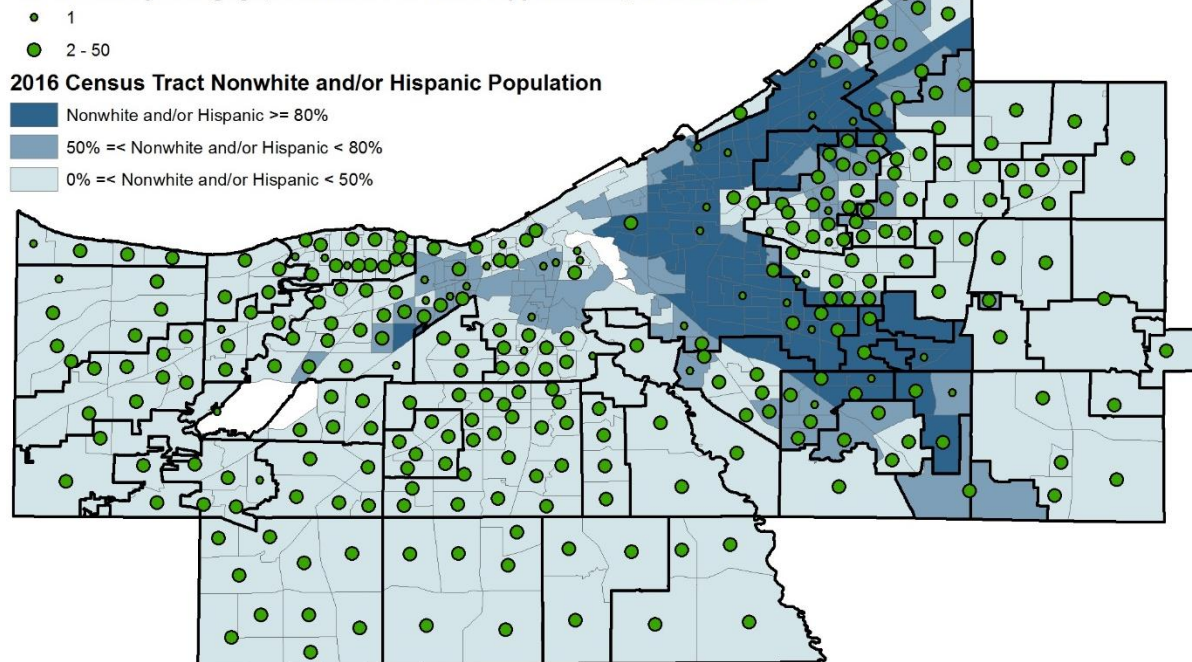 1
2 - 50
2016 Census Tract Nonwhite and/or Hispanic Population
Nonwhite and/or Hispanic >= 80%
50% =< Nonwhite and/or Hispanic < 80%
0% =< Nonwhite and/or Hispanic < 50%